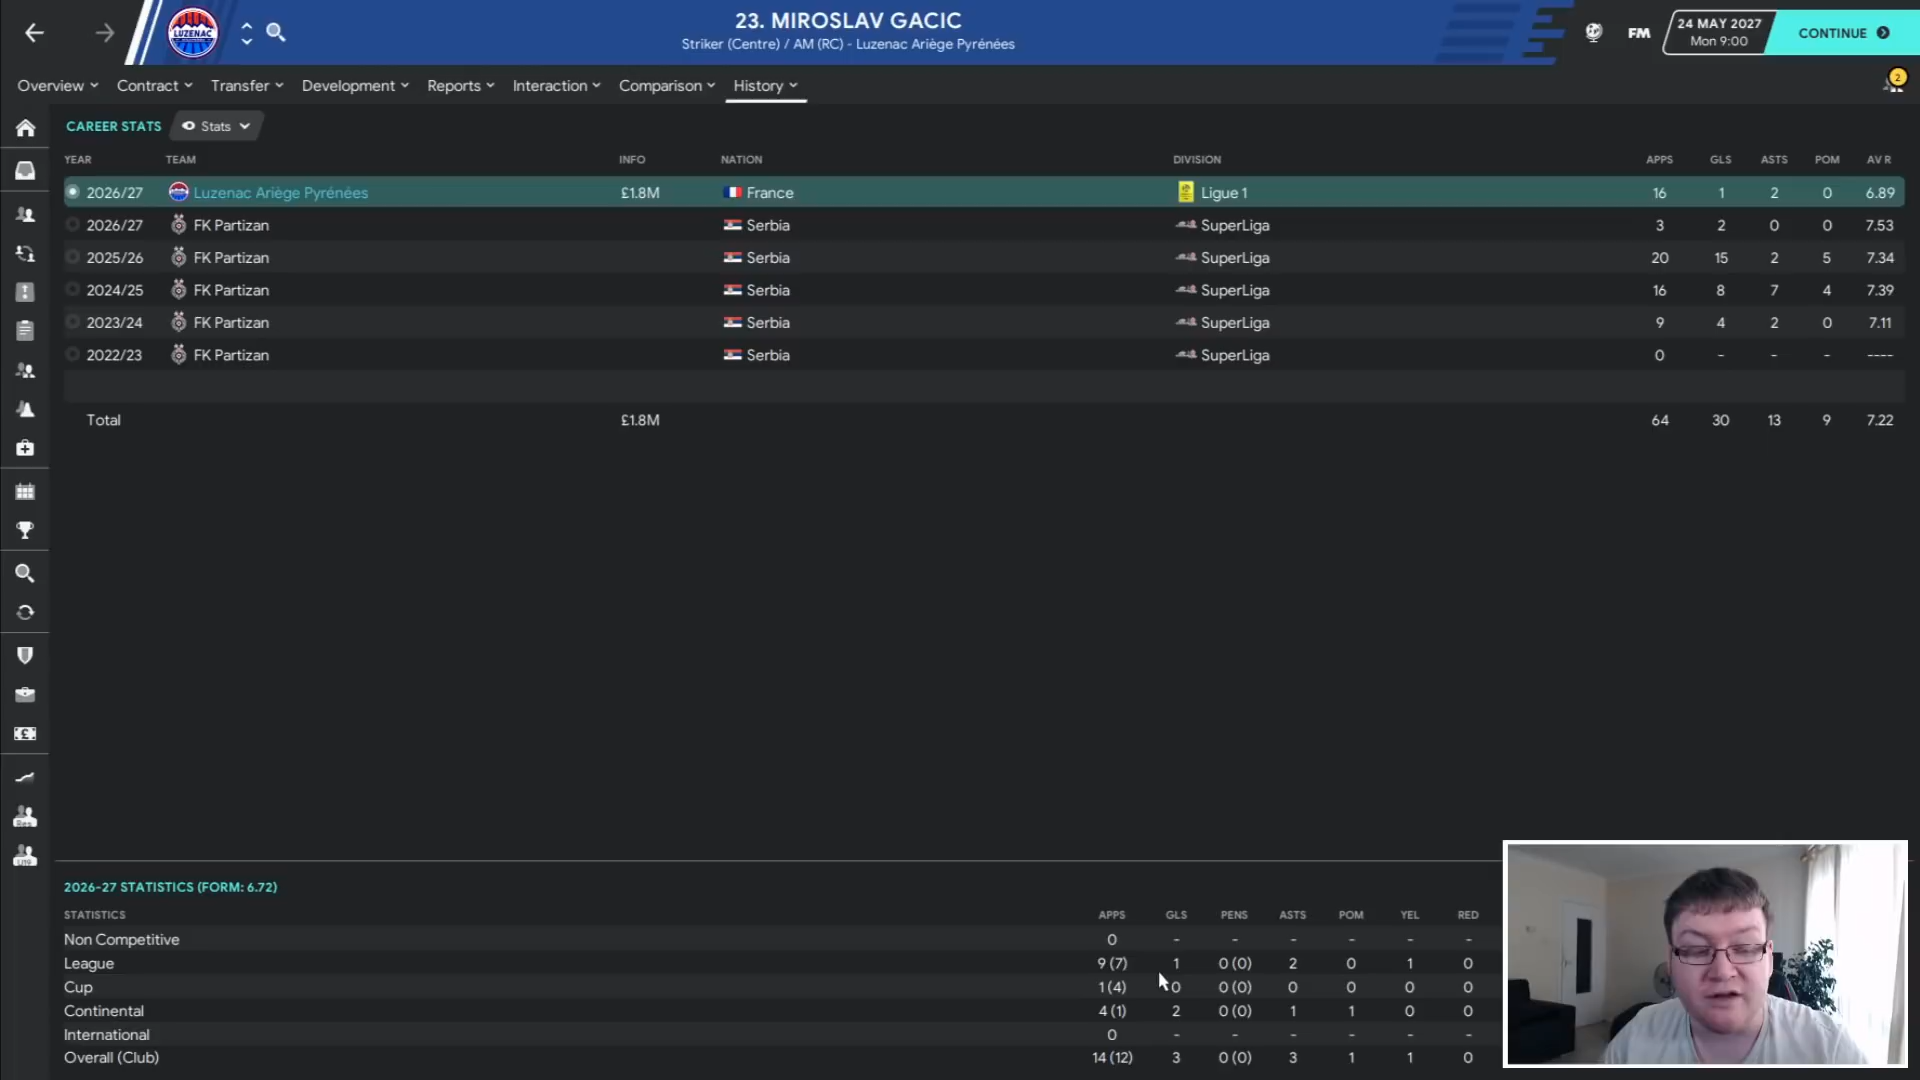 23. MIROSLAV GACIC
Striker (Centre) / AM (RC) - Luzenac Ariège Pyrénées
LUZENAC
FM
24 MAY 2027
Mon 9:00
CONTINUE
Overview Contract Transfer Development Reports Interaction Comparison History
2
CAREER STATS Stats
YEAR TEAM INFO NATION DIVISION APPS GLS ASTS POM AV R
2026/27 Luzenac Ariège Pyrénées £1.8M France Ligue 1 16 1 2 0 6.89
2026/27 FK Partizan Serbia SuperLiga 3 2 0 0 7.53
2025/26 FK Partizan Serbia SuperLiga 20 15 2 5 7.34
2024/25 FK Partizan Serbia SuperLiga 16 8 7 4 7.39
2023/24 FK Partizan Serbia SuperLiga 9 4 2 0 7.11
2022/23 FK Partizan Serbia SuperLiga 0 - - - ----
Total £1.8M 64 30 13 9 7.22
2026-27 STATISTICS (FORM: 6.72)
STATISTICS APPS GLS PENS ASTS POM YEL RED
Non Competitive 0 - - - - - -
League 9 (7) 1 0 (0) 2 0 1 0
Cup 1 (4) 0 0 (0) 0 0 0 0
Continental 4 (1) 2 0 (0) 1 1 0 0
International 0 - - - - - -
Overall (Club) 14 (12) 3 0 (0) 3 1 1 0